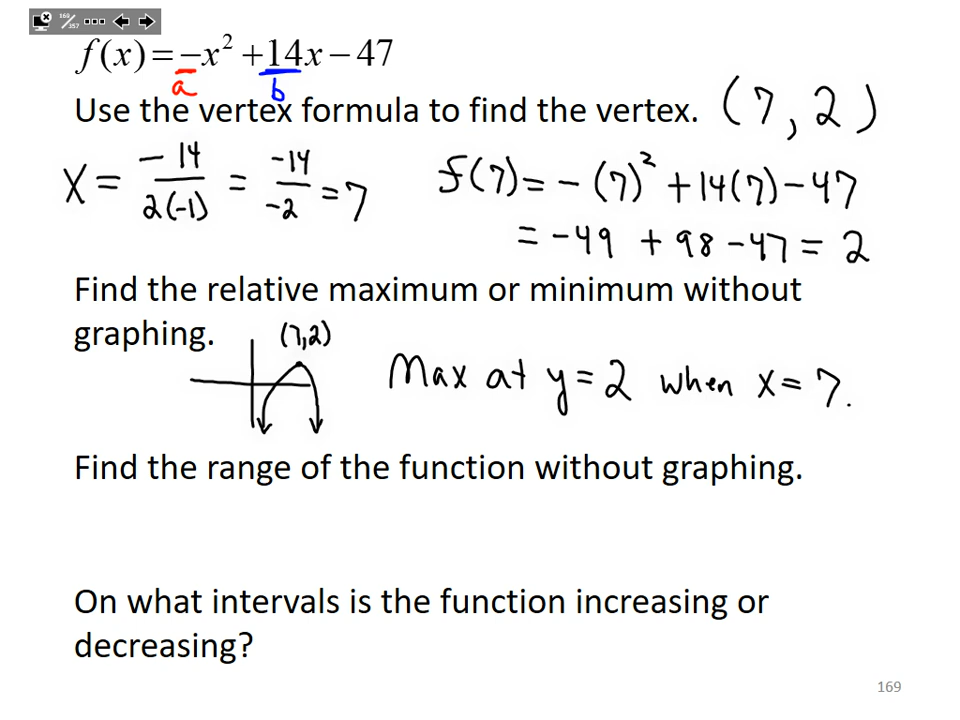 168/357
f(x) = −x² + 14x − 47
a b
Use the vertex formula to find the vertex. (7, 2)
x = −14/2(−1) = −14/−2 = 7
f(7) = −(7)² + 14(7) − 47
= −49 + 98 − 47 = 2
Find the relative maximum or minimum without
graphing. (7,2)
Max at y = 2 when x = 7.
Find the range of the function without graphing.
On what intervals is the function increasing or
decreasing?
169